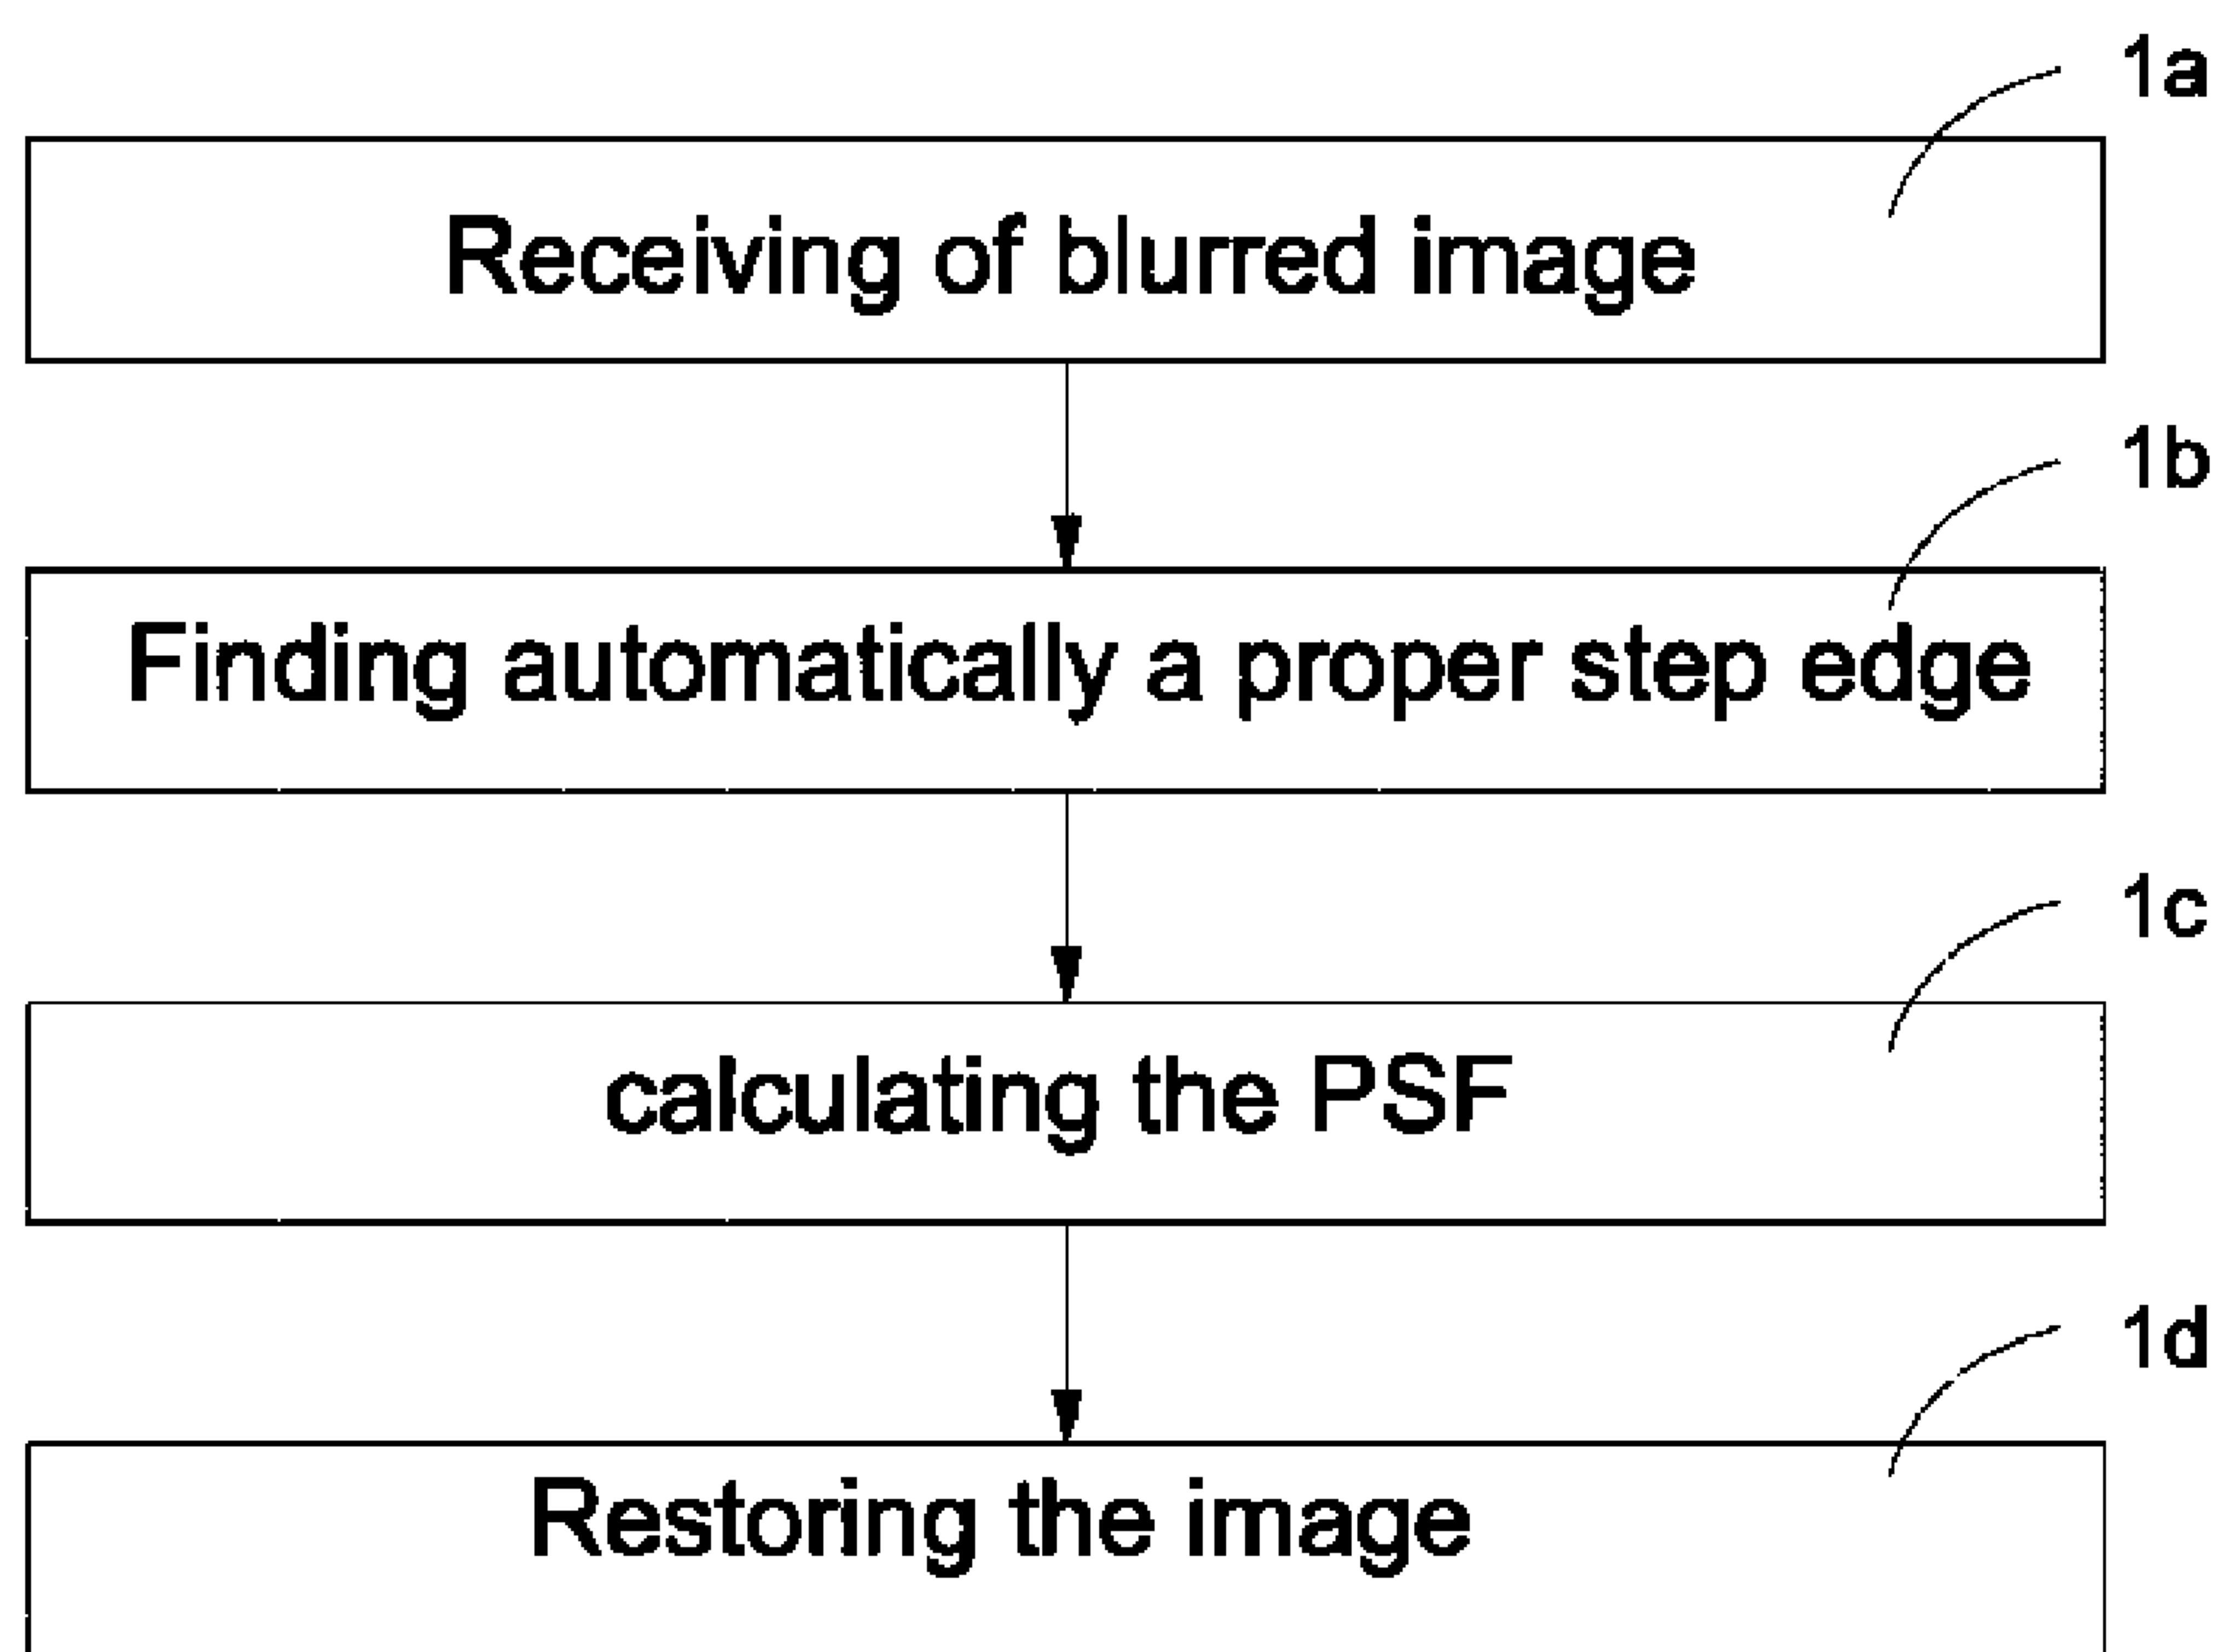 1a
Receiving of blurred image
1b
Finding automatically a proper step edge
1c
calculating the PSF
1d
Restoring the image